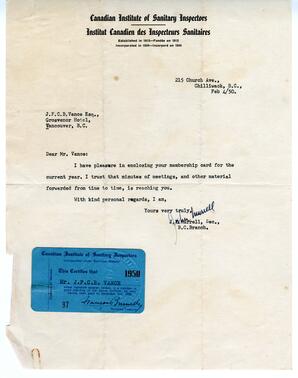 Canadian Institute of Sanitary Inspectors
Institut Canadien des Inspecteurs Sanitaires
Established in 1913—Fondée en 1913
Incorporated in 1934—Incorporé en 1934
215 Church Ave.,
Chilliwack, B.C.,
Feb 4/50.
J.F.C.B. Vance Esq.,
Grosvenor Hotel,
Vancouver, B.C.
Dear Mr. Vance:
I have pleasure in enclosing your membership card for the
current year. I trust that minutes of meetings, and other material
forwarded from time to time, is reaching you.
With kind personal regards, I am,
Yours very truly,
Sec.,
B.C.Branch.
Canadian Institute of Sanitary Inspectors
This Certifies that
1950
Mr. J.F.C.B. VANCE
97